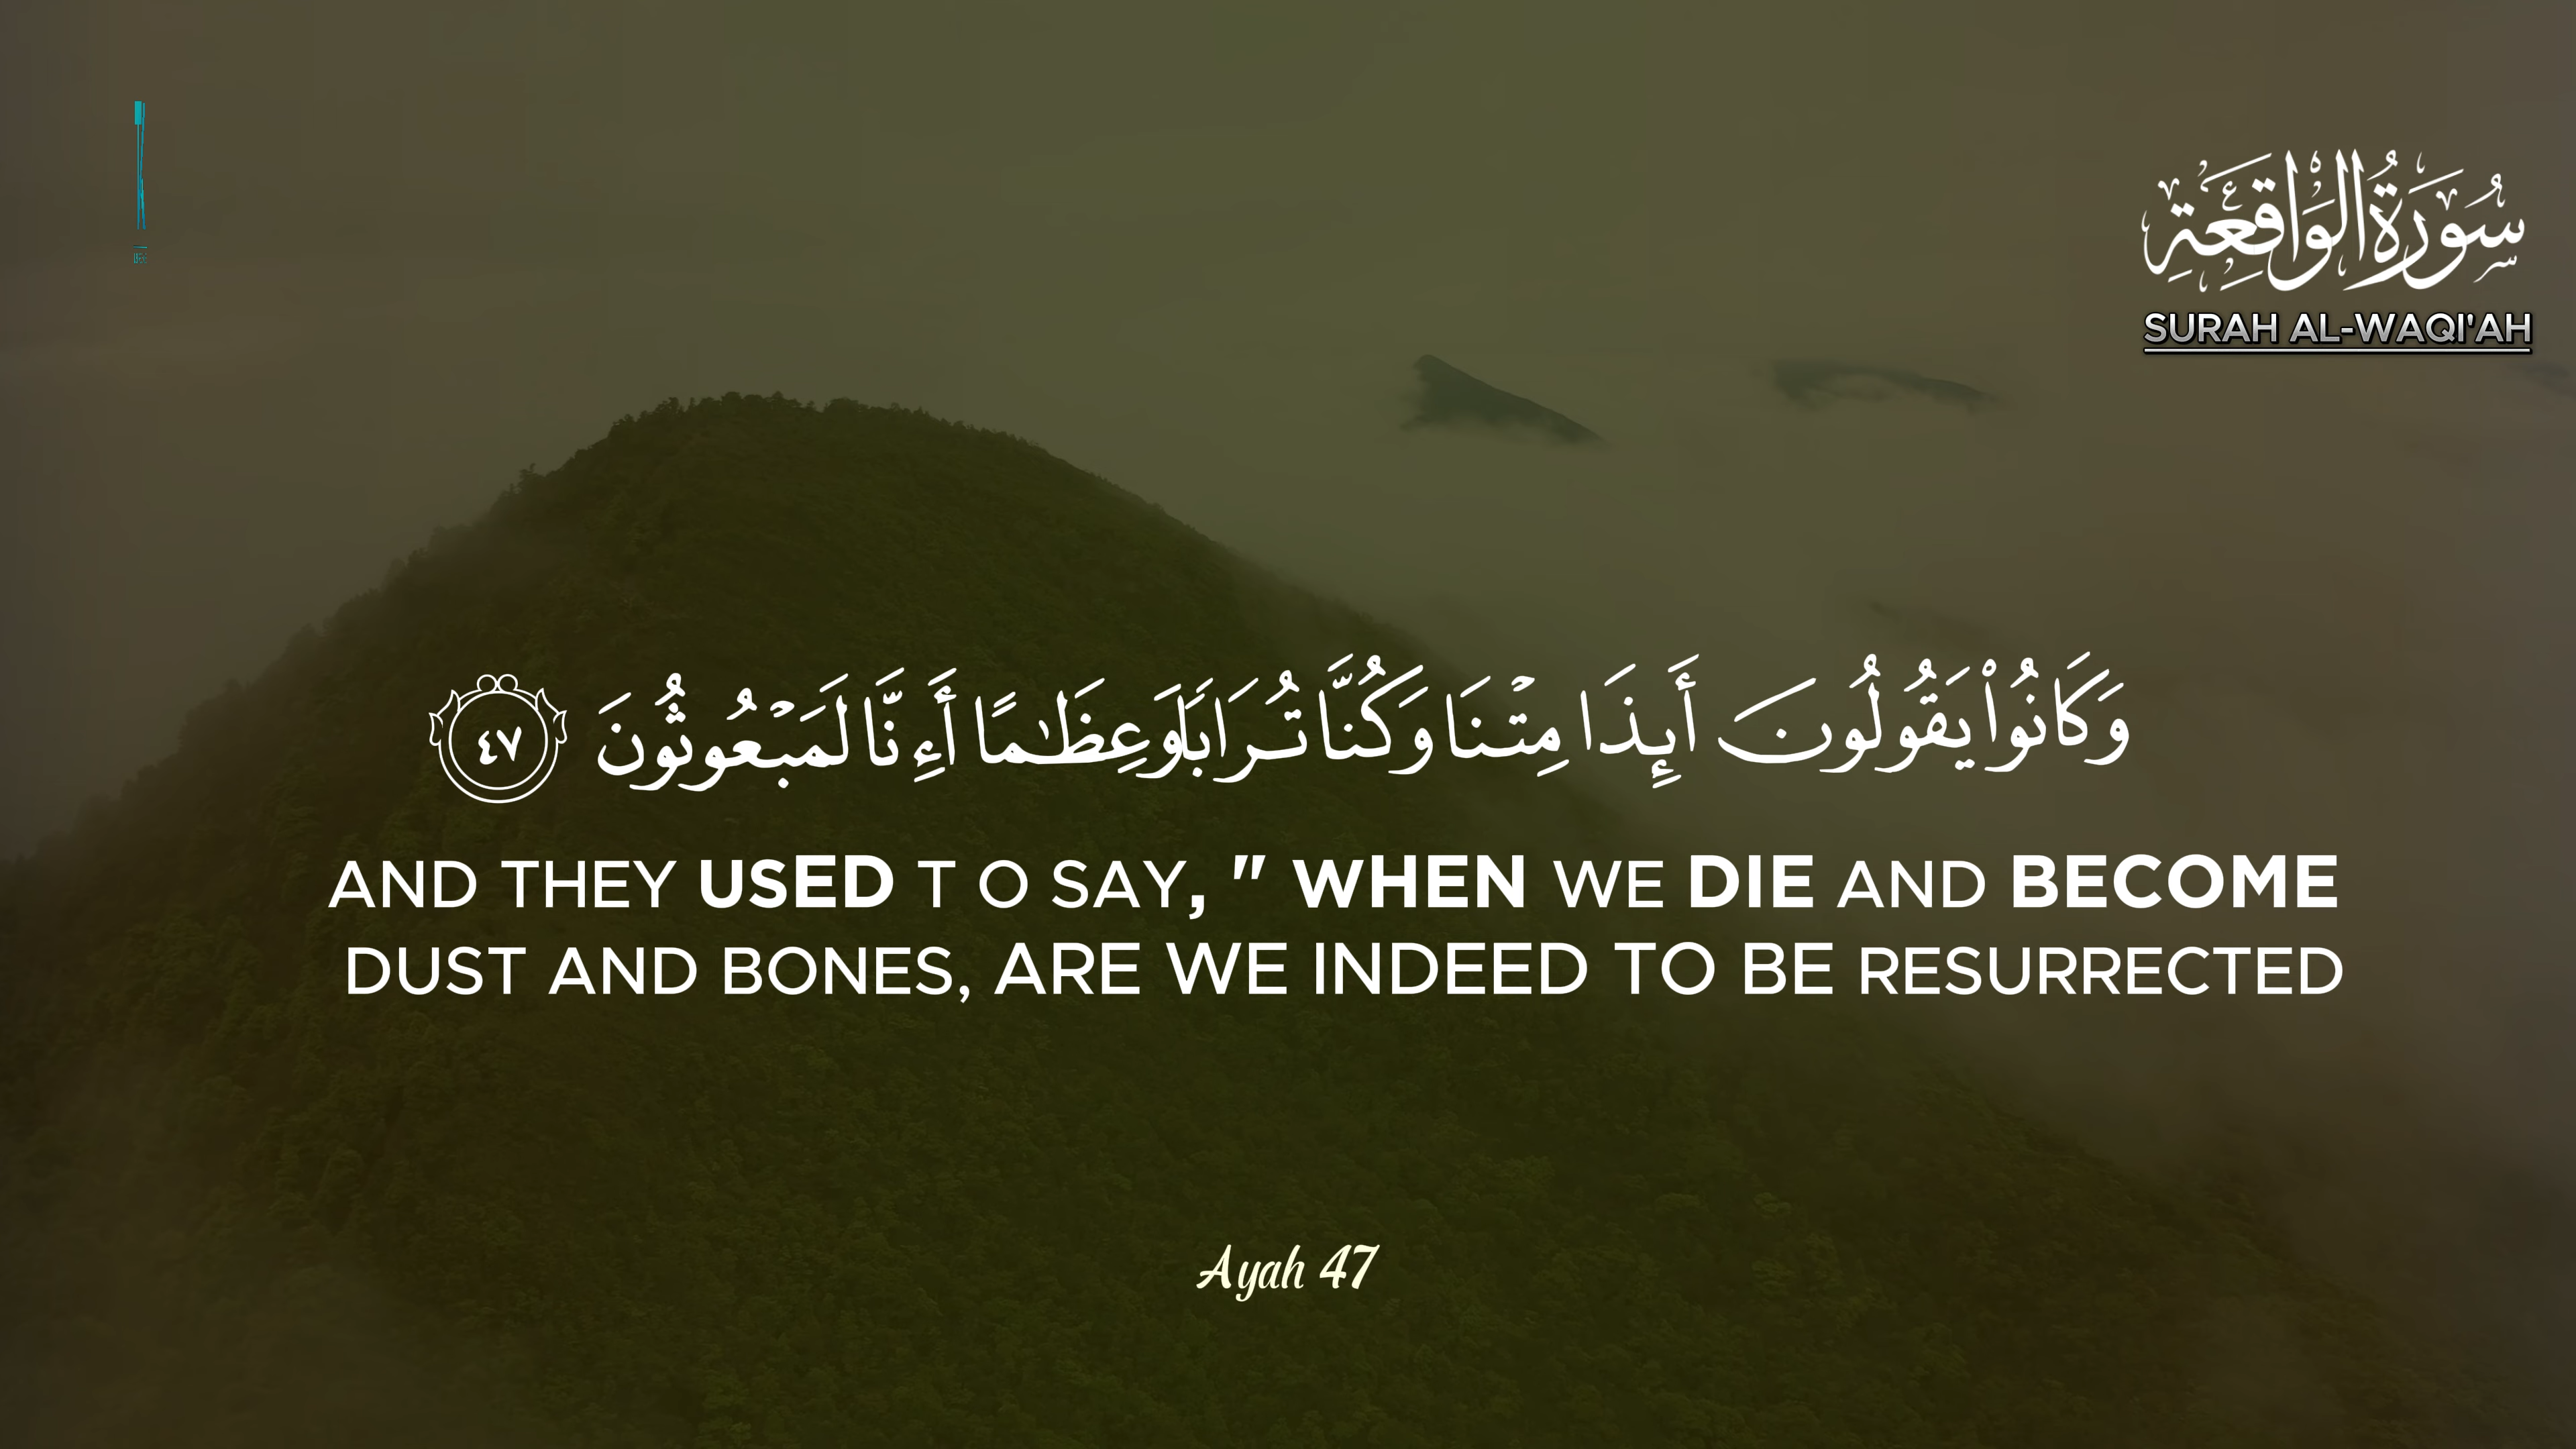 سُورَةُ الْوَاقِعَةِ
SURAH AL-WAQI'AH
وَكَانُوا۟ يَقُولُونَ أَئِذَا مِتْنَا وَكُنَّا تُرَابًا وَعِظَـٰمًا أَءِنَّا لَمَبْعُوثُونَ ٤٧
AND THEY USED T O SAY, " WHEN WE DIE AND BECOME
DUST AND BONES, ARE WE INDEED TO BE RESURRECTED
Ayah 47